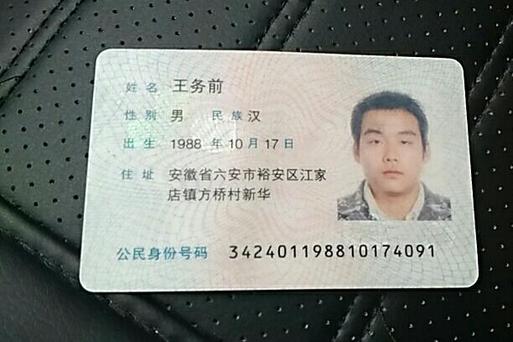 姓名 王务前
性别 男 民族 汉
出生 1988 年 10 月 17 日
住址 安徽省六安市裕安区江家
店镇方桥村新华
公民身份号码 342401198810174091